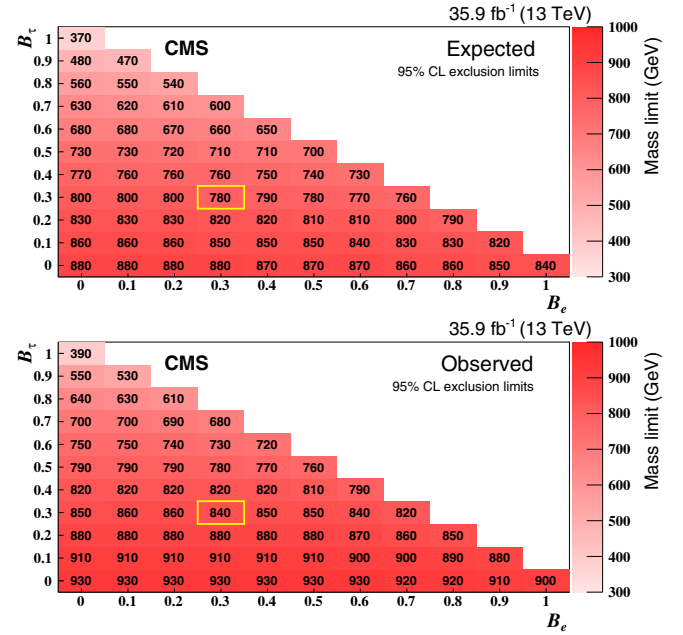 35.9 fb⁻¹ (13 TeV)
CMS
Expected
95% CL exclusion limits
B_τ
1 370
0.9 480 470
0.8 560 550 540
0.7 630 620 610 600
0.6 680 680 670 660 650
0.5 730 730 720 710 710 700
0.4 770 760 760 760 750 740 730
0.3 800 800 800 780 790 780 770 760
0.2 830 830 830 820 820 810 810 800 790
0.1 860 860 860 850 850 850 840 830 830 820
0 880 880 880 880 870 870 870 860 860 850 840
0 0.1 0.2 0.3 0.4 0.5 0.6 0.7 0.8 0.9 1
B_e
1000
900
800
700
600
500
400
300
Mass limit (GeV)
35.9 fb⁻¹ (13 TeV)
CMS
Observed
95% CL exclusion limits
B_τ
1 390
0.9 550 530
0.8 640 630 610
0.7 700 700 690 680
0.6 750 750 740 730 720
0.5 790 790 790 780 770 760
0.4 820 820 820 820 820 810 790
0.3 850 860 860 840 850 850 840 820
0.2 880 880 880 880 880 880 870 860 850
0.1 910 910 910 910 910 910 900 900 890 880
0 930 930 930 930 930 930 930 920 920 910 900
0 0.1 0.2 0.3 0.4 0.5 0.6 0.7 0.8 0.9 1
B_e
1000
900
800
700
600
500
400
300
Mass limit (GeV)